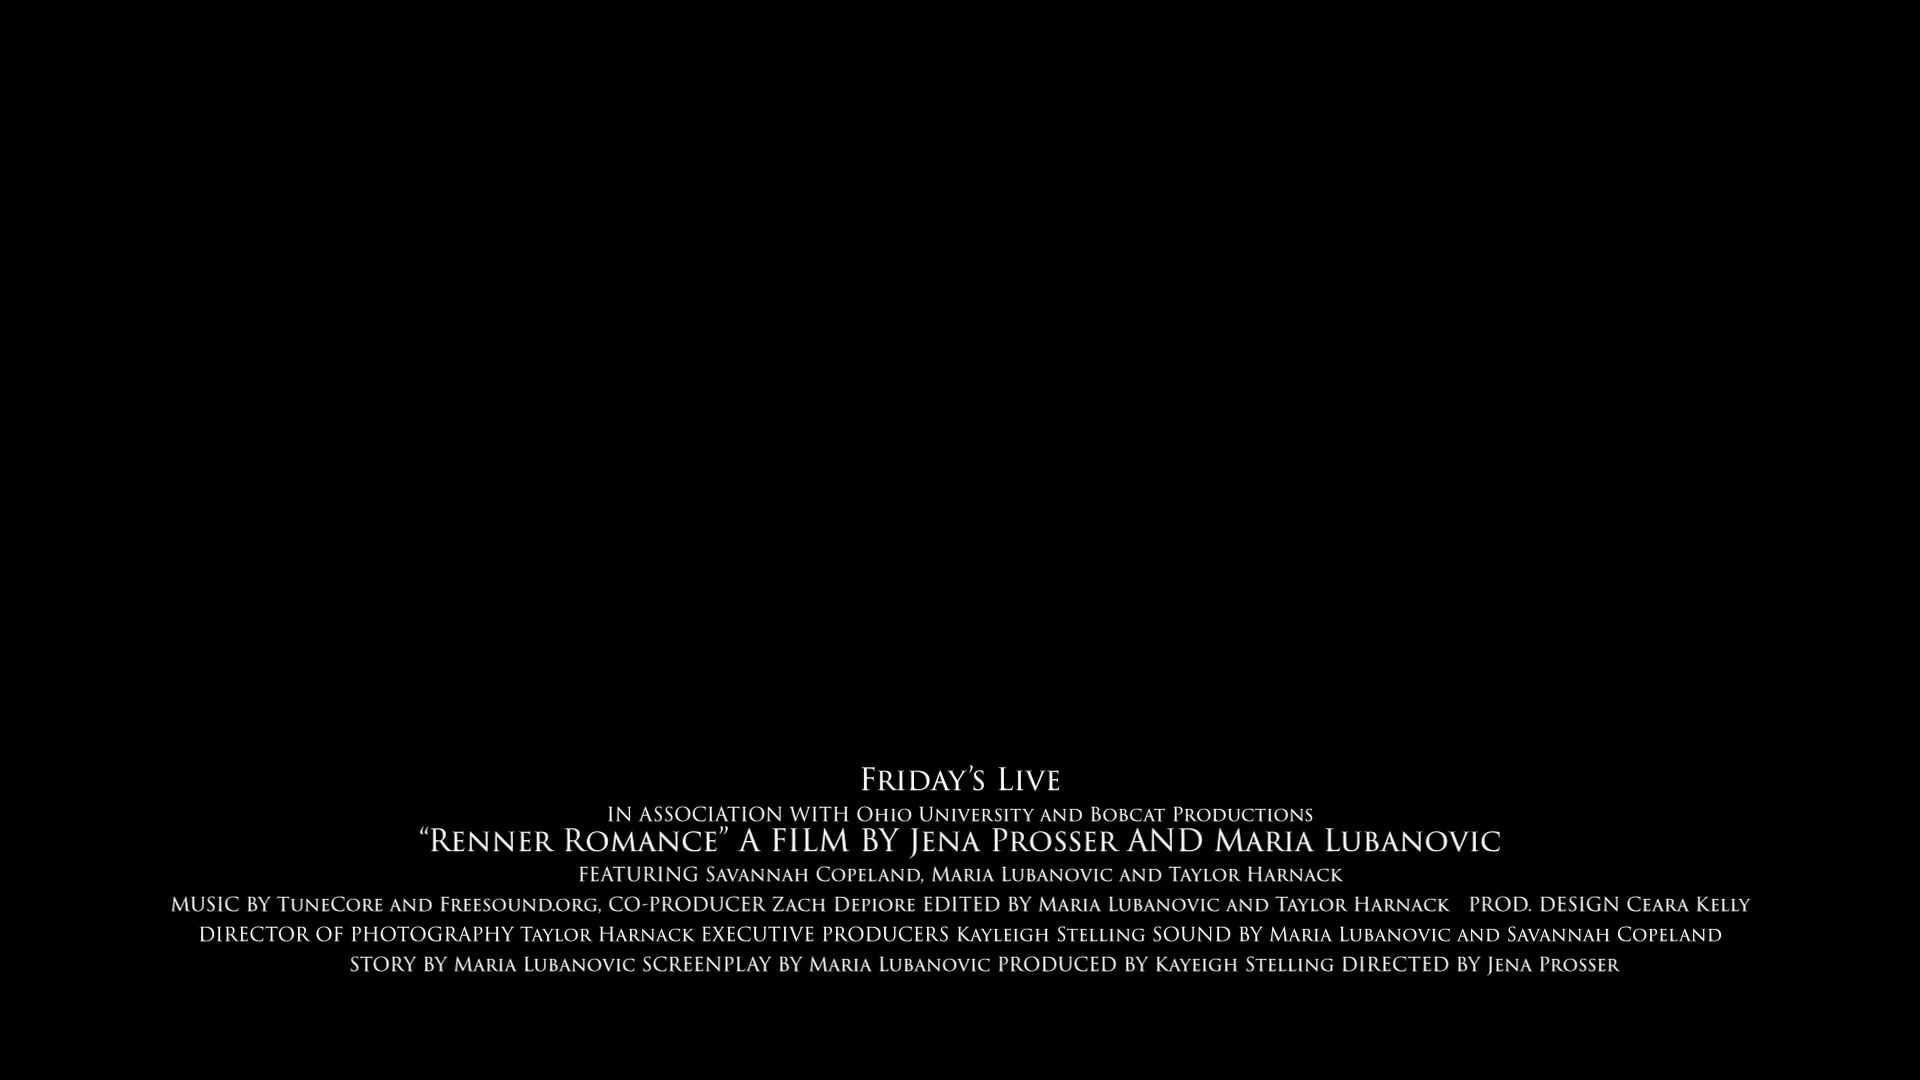 Friday’s Live
IN ASSOCIATION WITH Ohio University and Bobcat Productions
“Renner Romance” A FILM BY Jena Prosser AND Maria Lubanovic
FEATURING Savannah Copeland, Maria Lubanovic and Taylor Harnack
MUSIC BY TuneCore and Freesound.org, CO-PRODUCER Zach Depiore EDITED BY Maria Lubanovic and Taylor Harnack PROD. DESIGN Ceara Kelly
DIRECTOR OF PHOTOGRAPHY Taylor Harnack EXECUTIVE PRODUCERS Kayleigh Stelling SOUND BY Maria Lubanovic and Savannah Copeland
STORY BY Maria Lubanovic SCREENPLAY BY Maria Lubanovic PRODUCED BY Kayeigh Stelling DIRECTED BY Jena Prosser